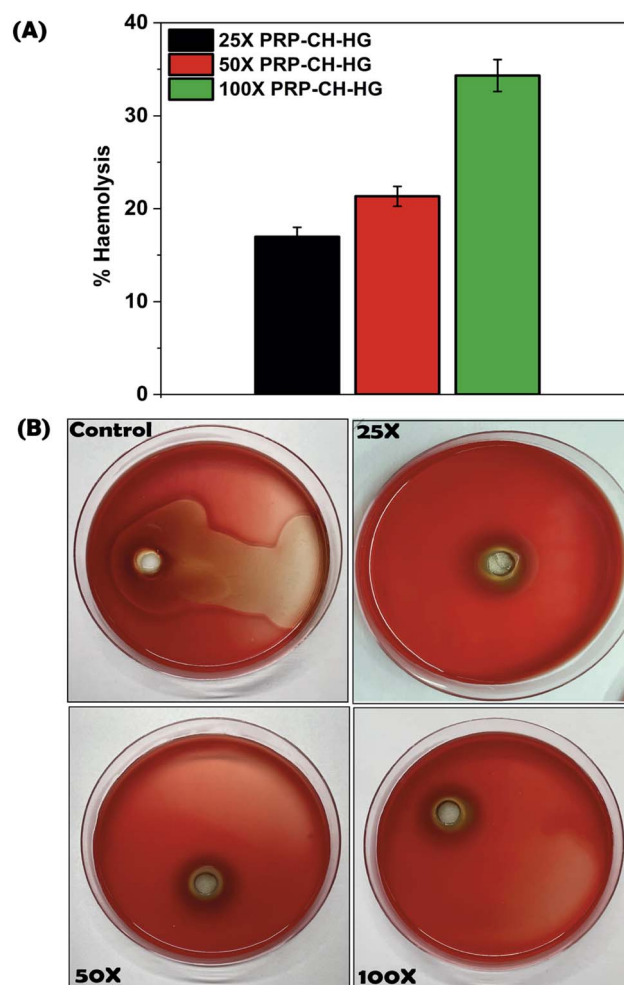 (A)
40
30
20
10
0
% Haemolysis
25X PRP-CH-HG
50X PRP-CH-HG
100X PRP-CH-HG
(B)
Control
25X
50X
100X